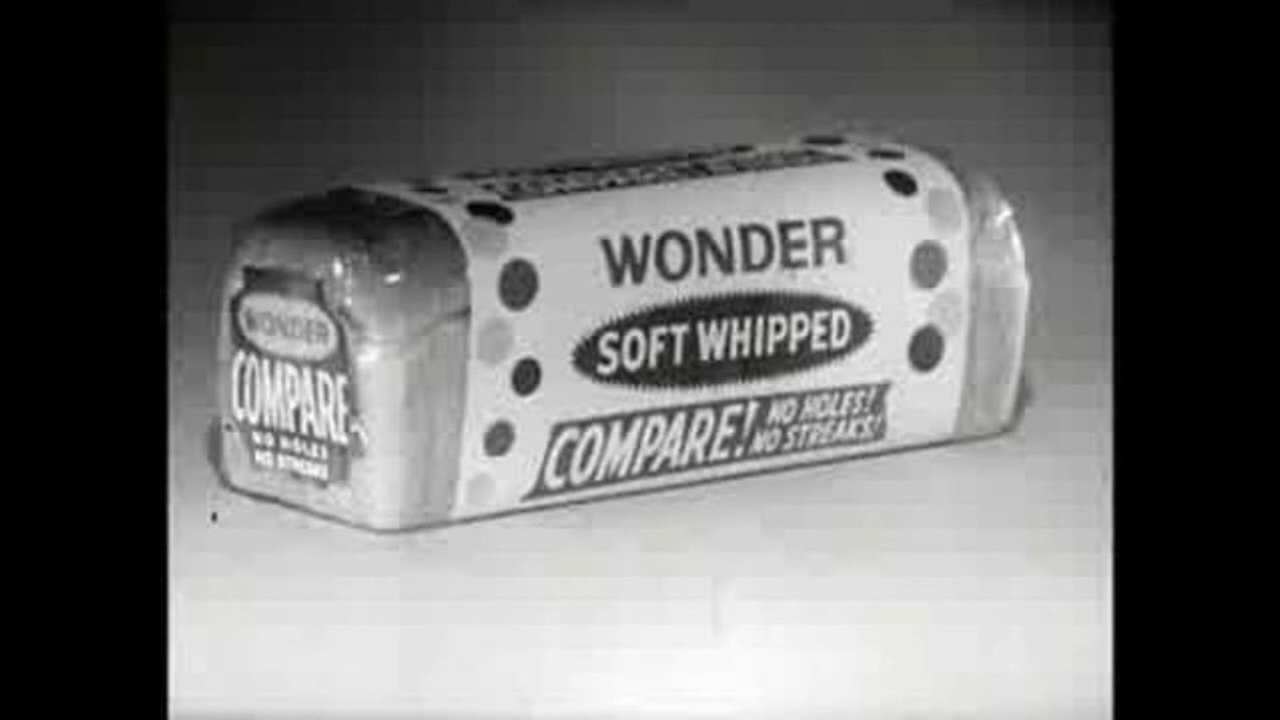 WONDER
SOFT WHIPPED
COMPARE! NO HOLES!
NO STREAKS!
WONDER
COMPARE
NO HOLES
NO STREAKS